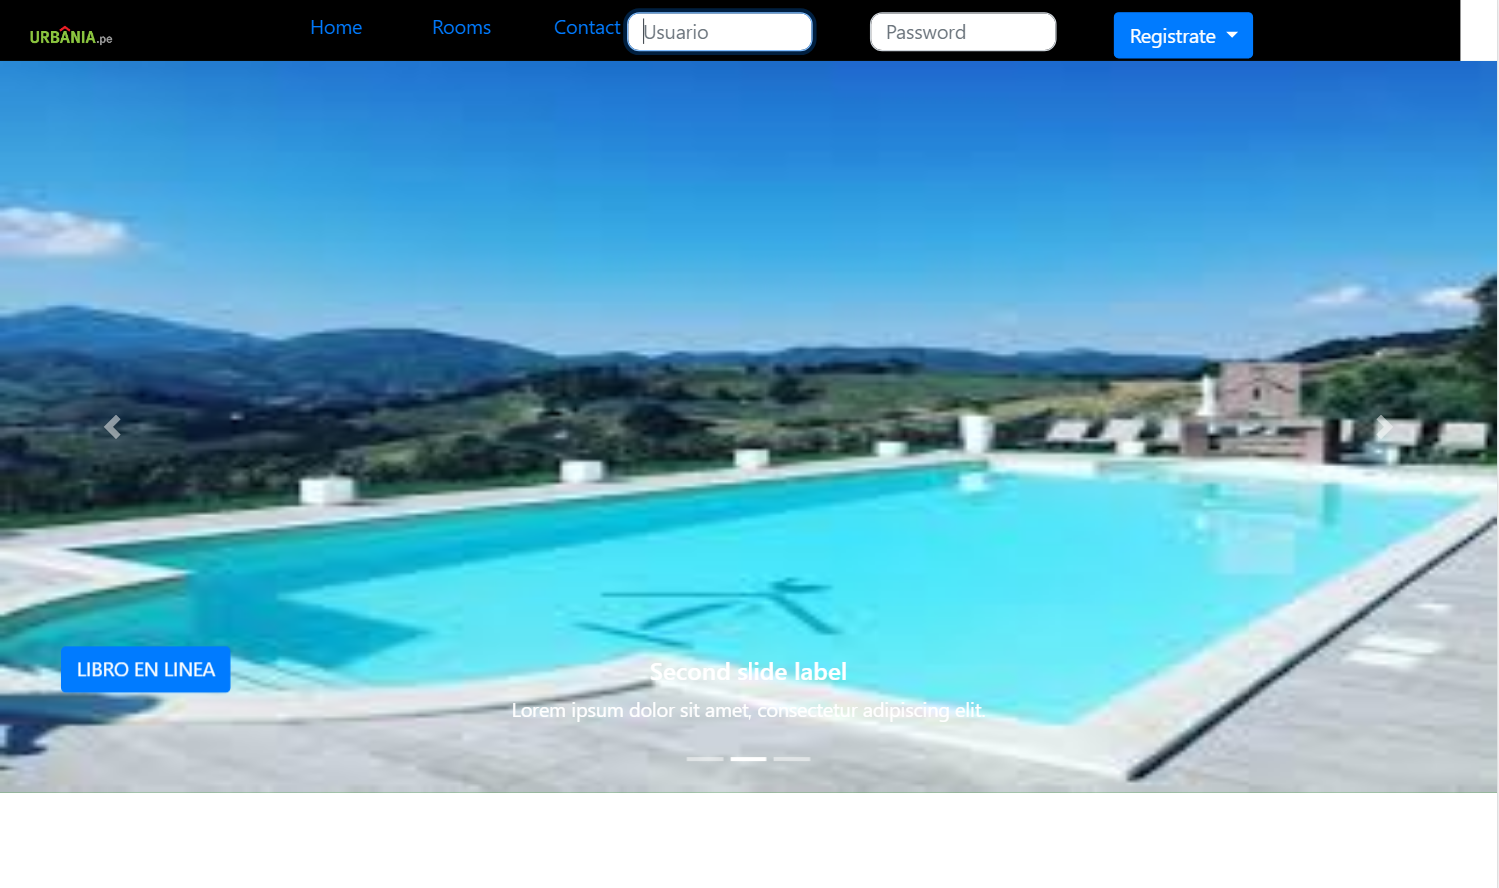 URBANIA.pe
Home
Rooms
Contact
Usuario
Password
Registrate
LIBRO EN LINEA
Second slide label
Lorem ipsum dolor sit amet, consectetur adipiscing elit.